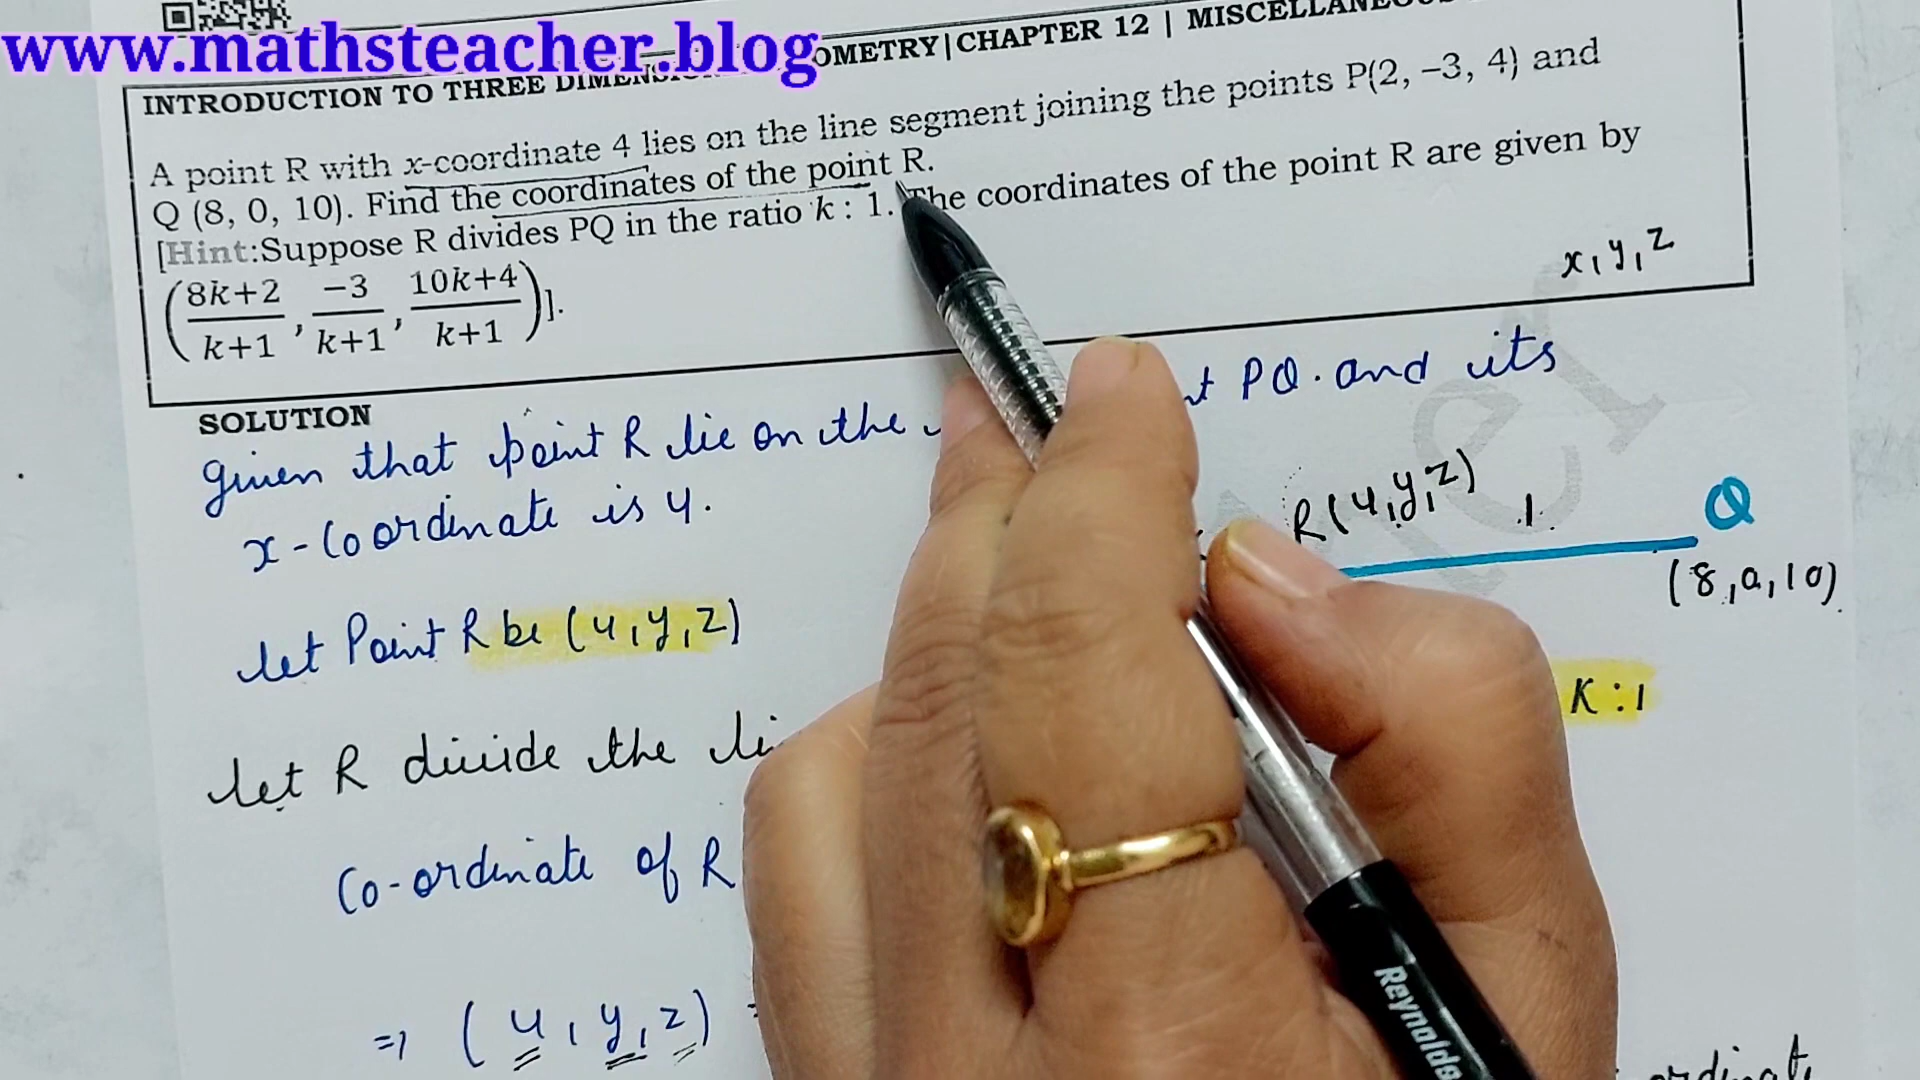 www.mathsteacher.blog
INTRODUCTION TO THREE DIMENSIONAL GEOMETRY|CHAPTER 12 | MISCELLANEOUS
A point R with x-coordinate 4 lies on the line segment joining the points P(2, –3, 4) and
Q (8, 0, 10). Find the coordinates of the point R.
[Hint:Suppose R divides PQ in the ratio k : 1. The coordinates of the point R are given by
(8k+2/k+1, −3/k+1, 10k+4/k+1)].
x, y, z
SOLUTION
Given that point R lie on the PQ. and its
x-coordinate is 4.
R(4, y, z) 1 Q
(8, 0, 10)
let Point R be (4, y, z)
K : 1
let R divide the
Co-ordinate of R
=> (4, y, z)
Reynolds